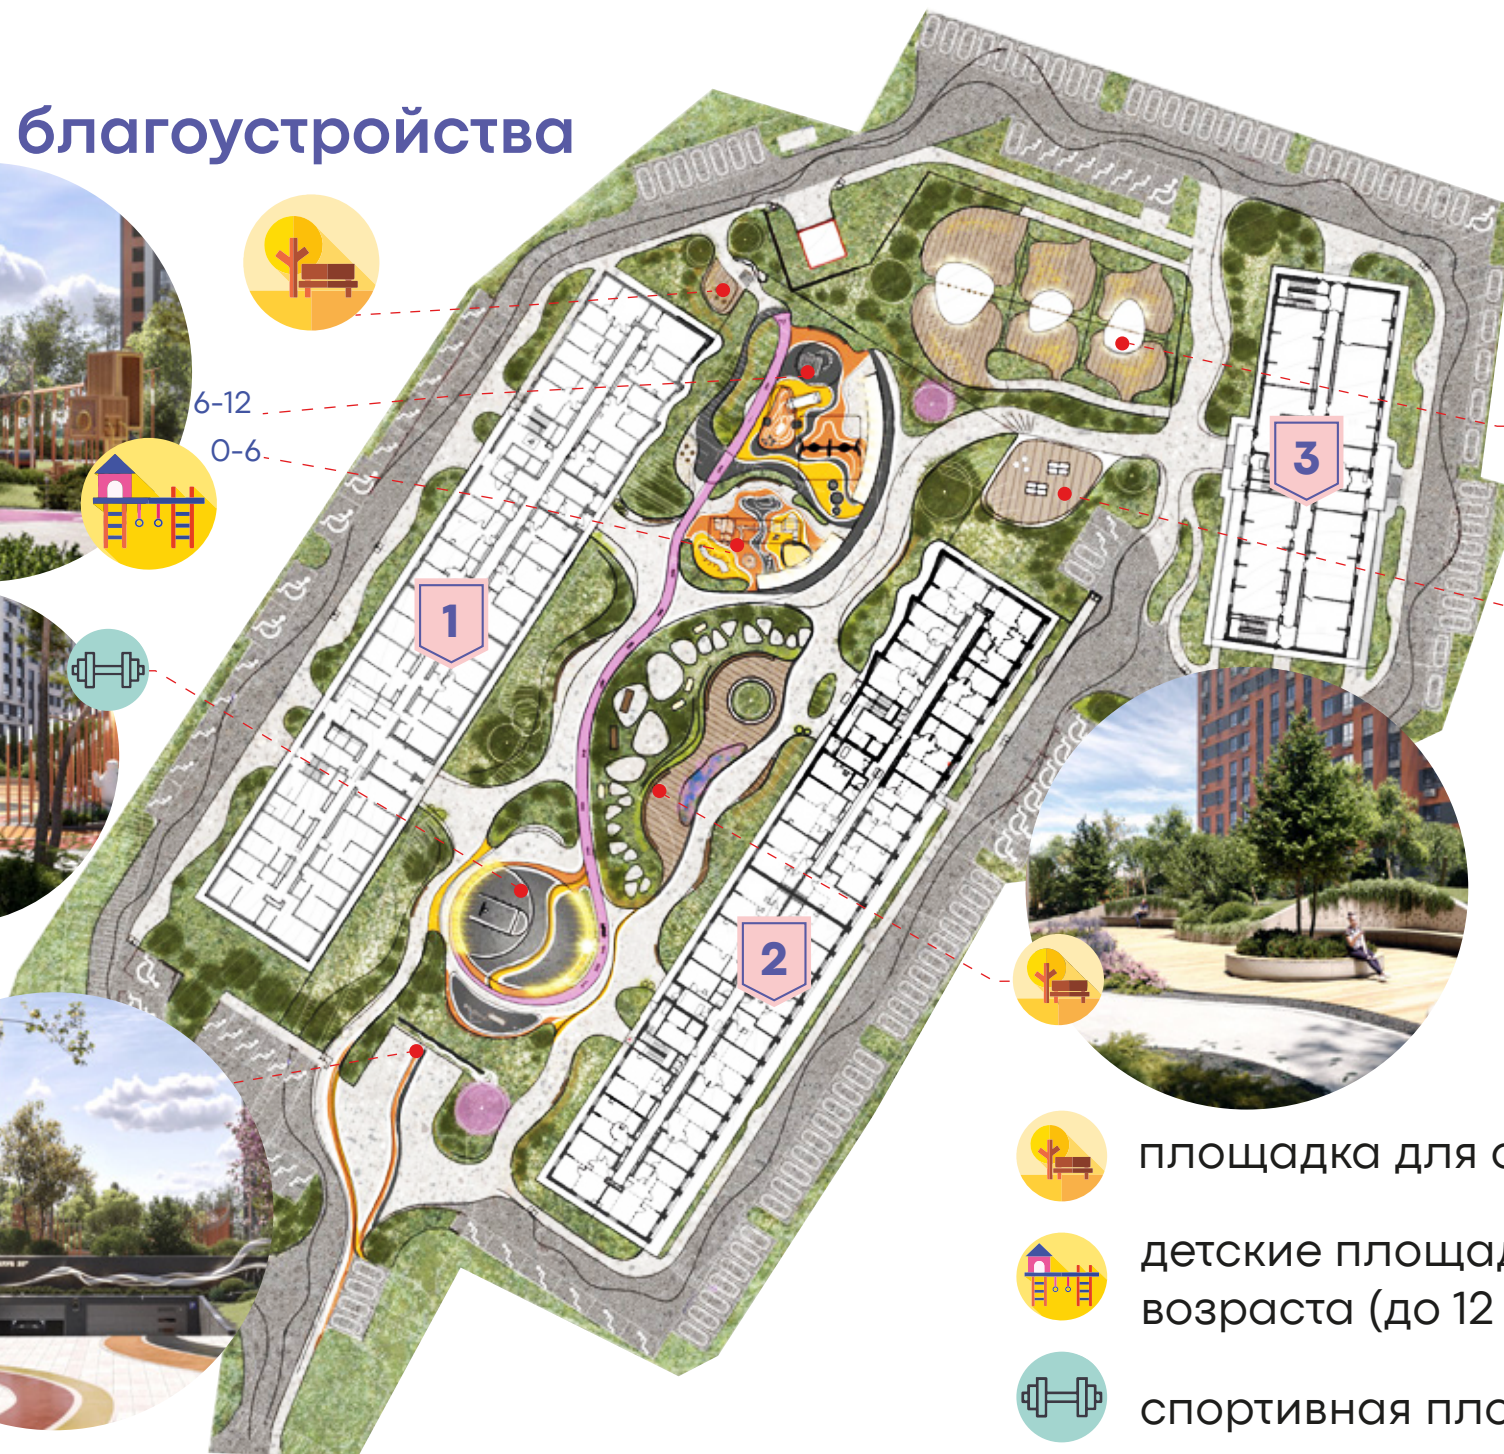 благоустройства
6-12
0-6
3
1
2
площадка для
детские площад
возраста (до 12
спортивная пло